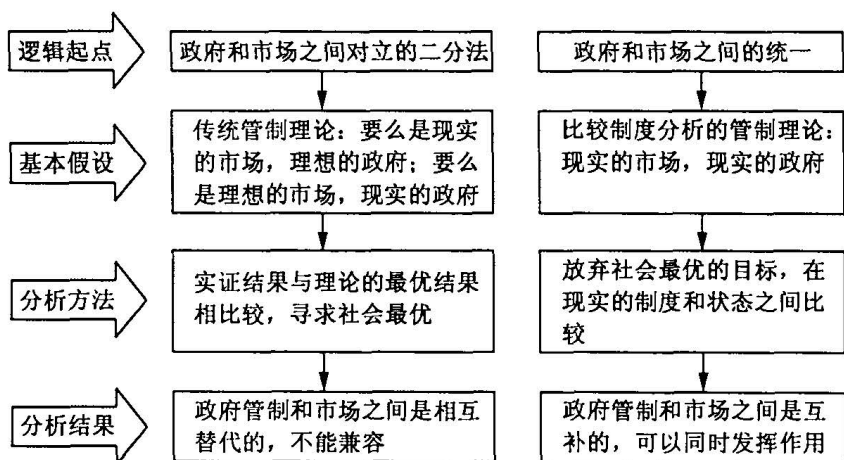 逻辑起点
政府和市场之间对立的二分法
政府和市场之间的统一
基本假设
传统管制理论：要么是现实
的市场，理想的政府；要么
是理想的市场，现实的政府
比较制度分析的管制理论：
现实的市场，现实的政府
分析方法
实证结果与理论的最优结果
相比较，寻求社会最优
放弃社会最优的目标，在
现实的制度和状态之间比
较
分析结果
政府管制和市场之间是相互
替代的，不能兼容
政府管制和市场之间是互
补的，可以同时发挥作用